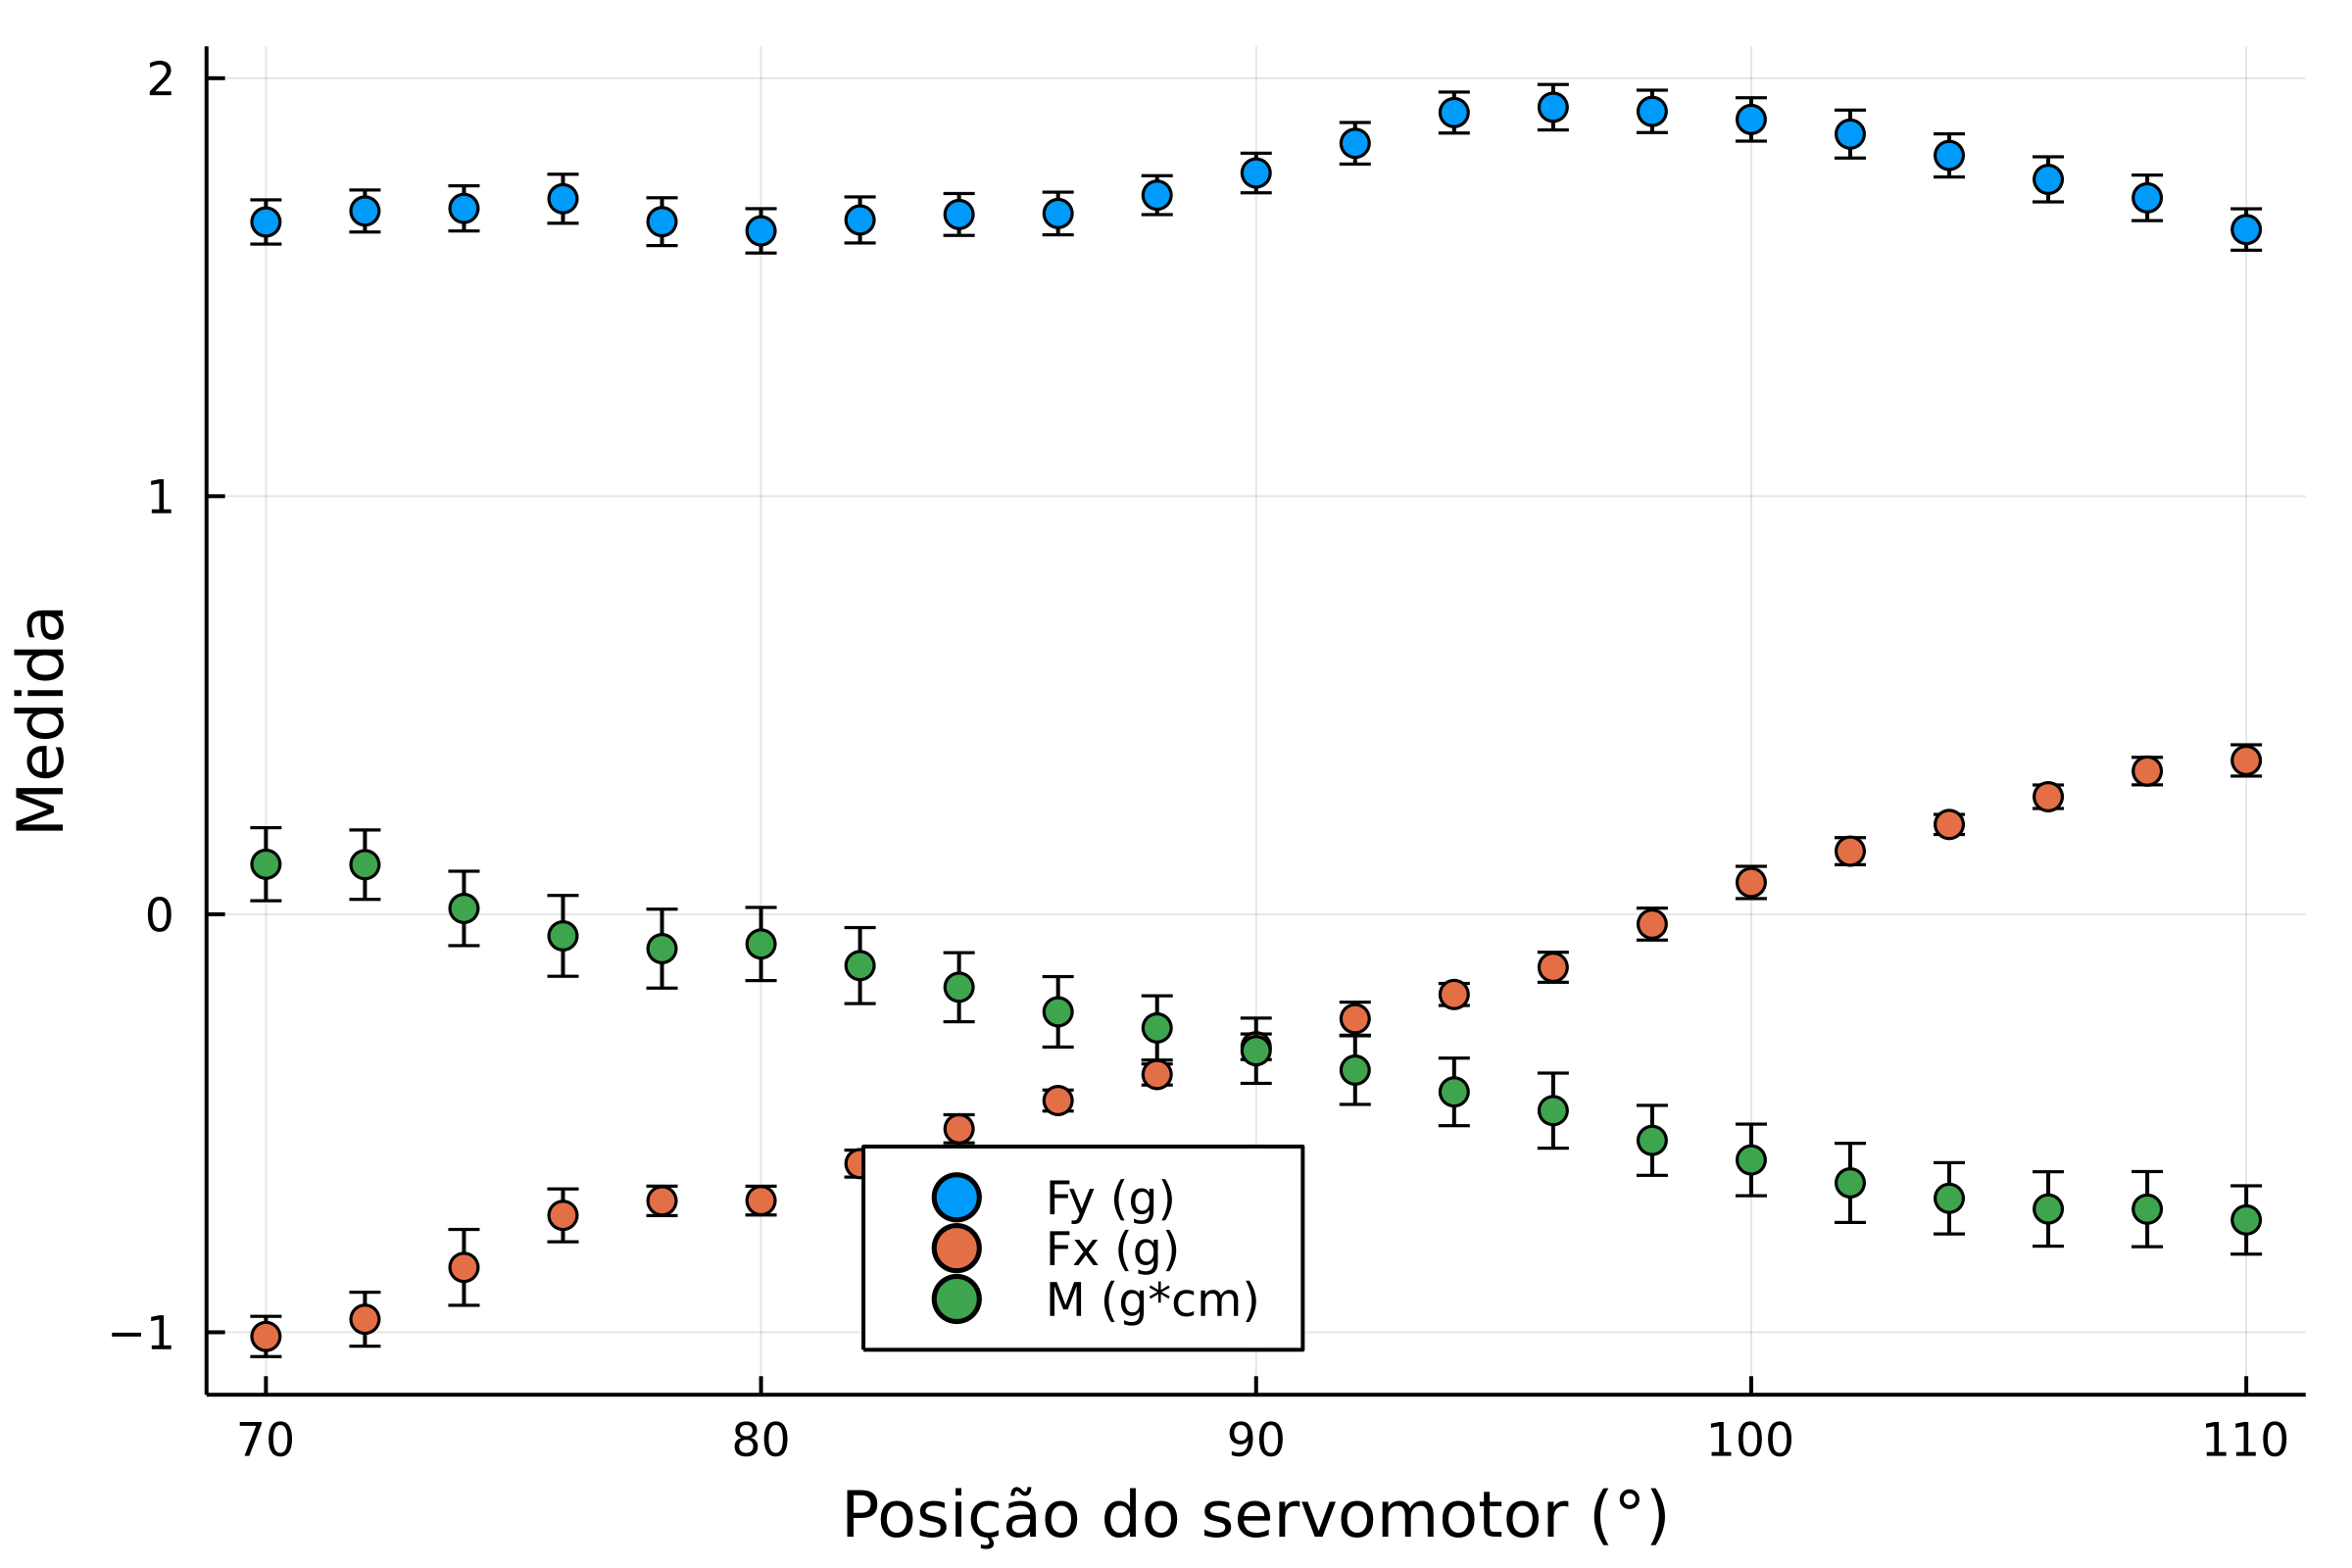 2
1
0
−1
Medida
70 80 90 100 110
Posição do servomotor (°)
Fy (g)
Fx (g)
M (g*cm)